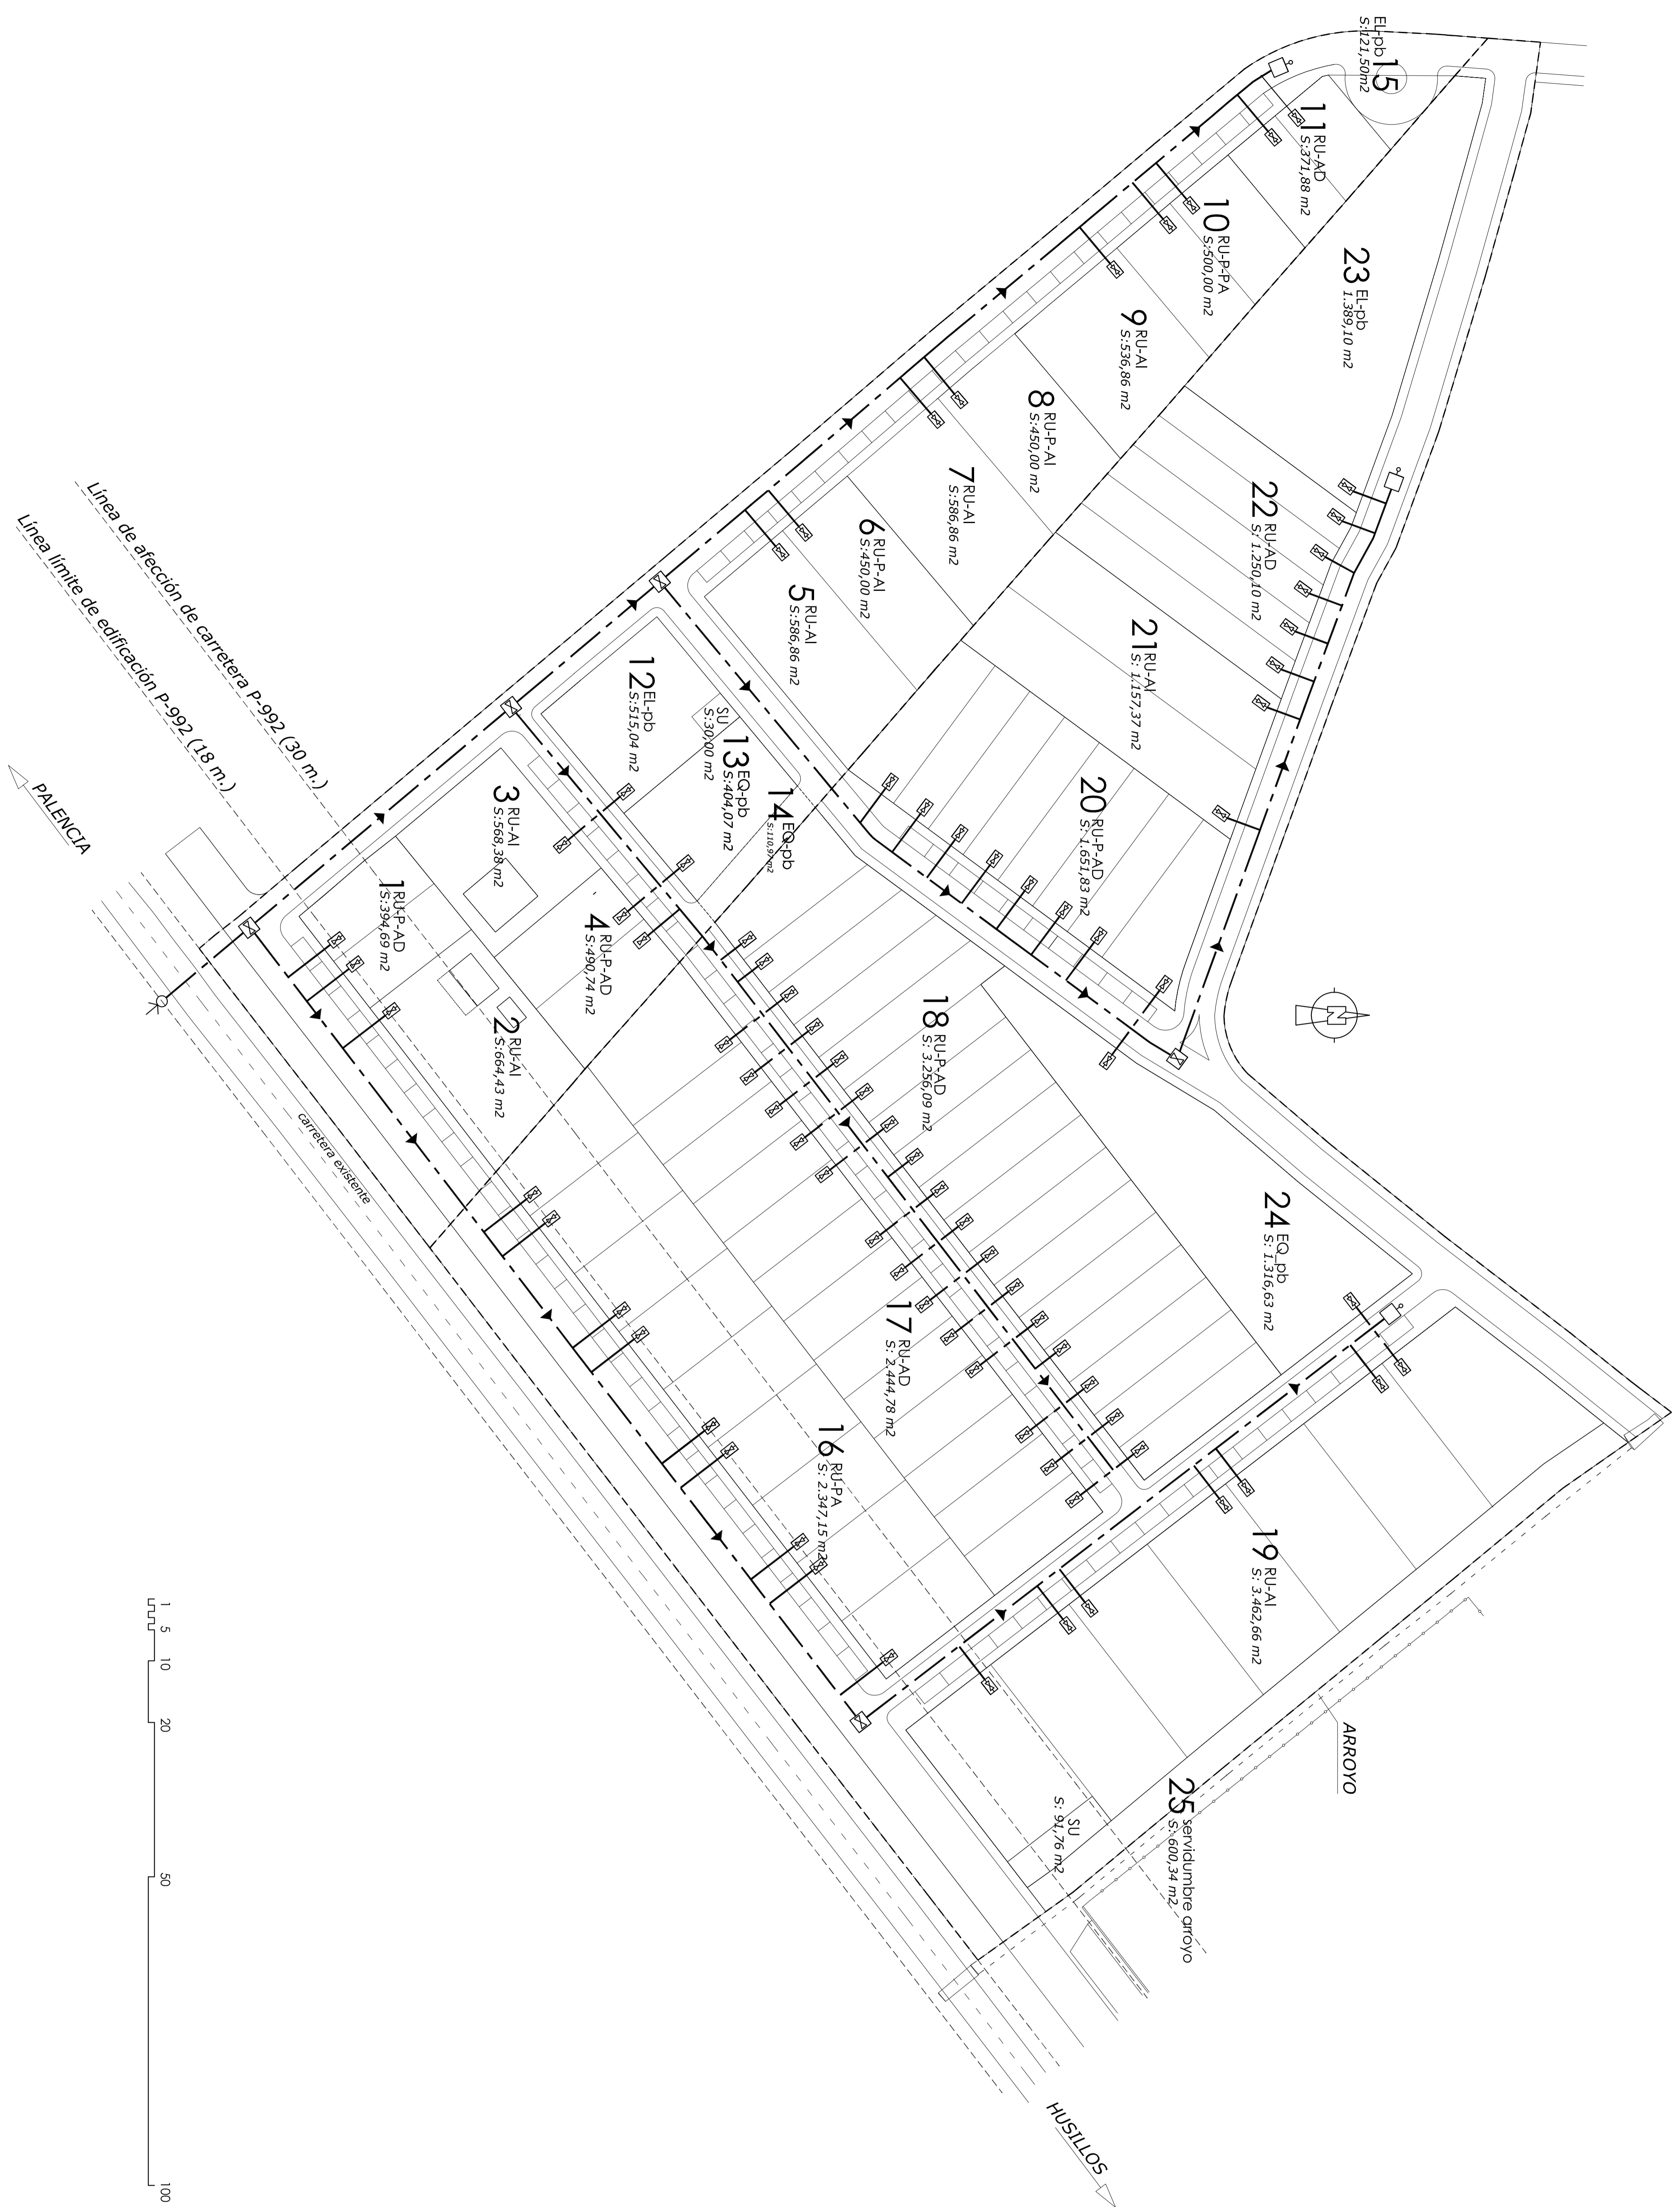 EL-pb
15
S:121,50m2
RU-AD
11
S:371,88 m2
RU-P-PA
10
S:500,00 m2
EL-pb
23
1.389,10 m2
RU-AI
9
S:536,86 m2
RU-P-AI
8
S:450,00 m2
RU-AI
7
S:586,86 m2
RU-AD
22
S: 1.250,10 m2
RU-P-AI
6
S:450,00 m2
RU-AI
5
S:586,86 m2
RU-AI
21
S: 1.157,37 m2
EL-pb
12
S:515,04 m2
SU
S:30,00 m2
EQ-pb
13
S:404,07 m2
EQ-pb
14
S:110,97m2
RU-P-AD
20
S: 1.651,83 m2
RU-AI
3
S:568,38 m2
RU-P-AD
1
S:394,69 m2
RU-P-AD
4
S:490,74 m2
RU-AI
2
S:664,43 m2
RU-P-AD
18
S: 3.256,09 m2
N
EQ_pb
24
S: 1.316,63 m2
RU-AD
17
S: 2.444,78 m2
RU-PA
16
S: 2.347,15 m2
RU-AI
19
S: 3.462,66 m2
SU
S: 91,76 m2
servidumbre arroyo
25
S: 600,34 m2
ARROYO
Línea de afección de carretera P-992 (30 m.)
Línea límite de edificación P-992 (18 m.)
PALENCIA
carretera existente
HUSILLOS
1
5
10
20
50
100